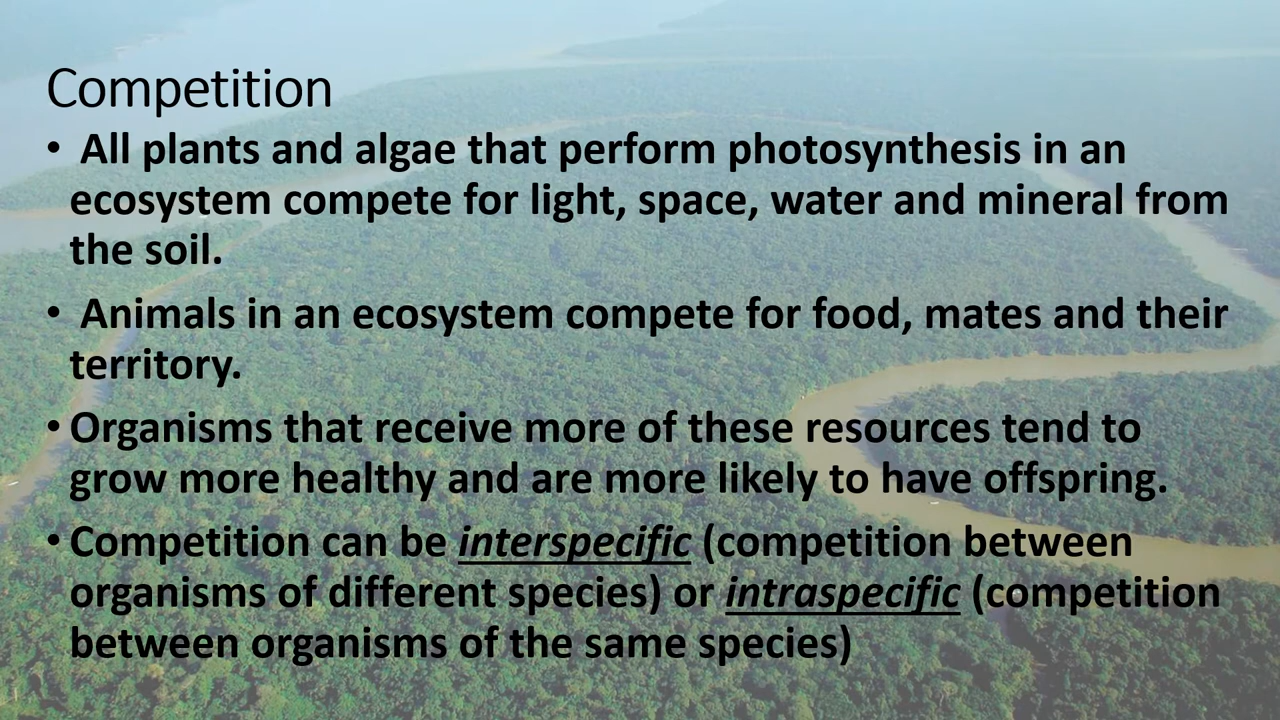 Competition
• All plants and algae that perform photosynthesis in an
ecosystem compete for light, space, water and mineral from
the soil.
• Animals in an ecosystem compete for food, mates and their
territory.
• Organisms that receive more of these resources tend to
grow more healthy and are more likely to have offspring.
• Competition can be interspecific (competition between
organisms of different species) or intraspecific (competition
between organisms of the same species)